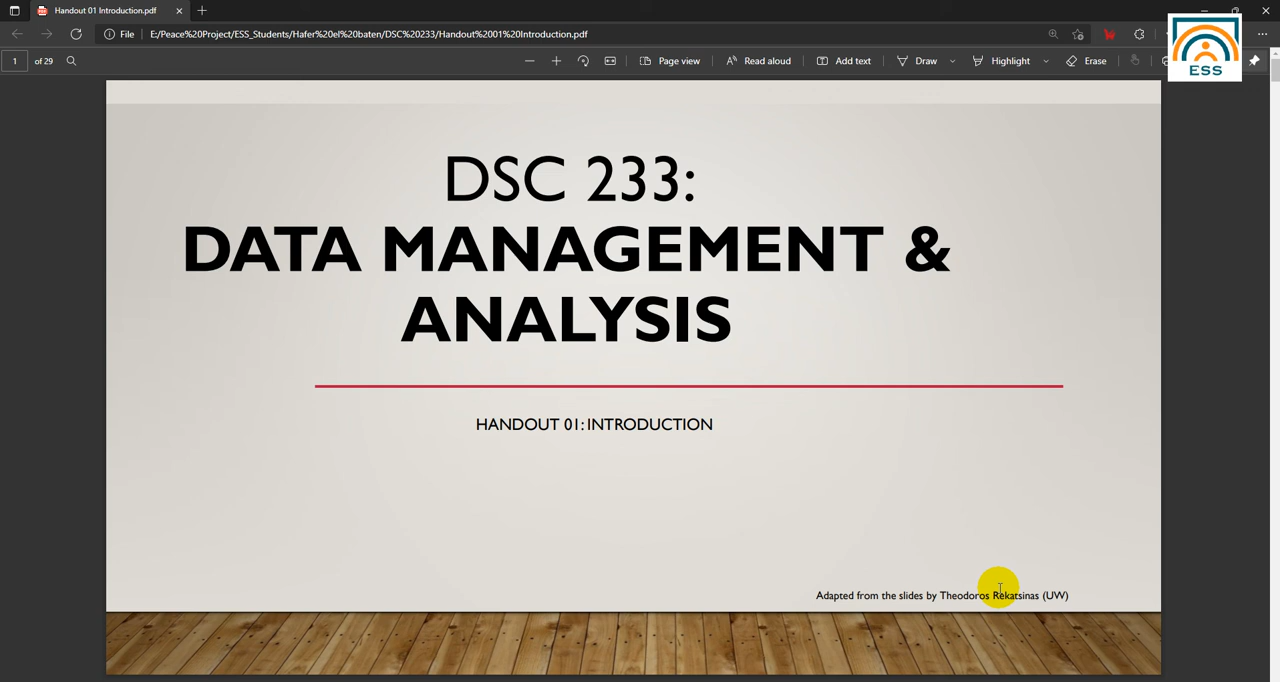 Handout 01 Introduction.pdf
File
E:/Peace%20Project/ESS_Students/Hafer%20el%20baten/DSC%20233/Handout%2001%20Introduction.pdf
1 of 29
Page view
Read aloud
Add text
Draw
Highlight
Erase
ESS
DSC 233:
DATA MANAGEMENT &
ANALYSIS
HANDOUT 01: INTRODUCTION
Adapted from the slides by Theodoros Rekatsinas (UW)